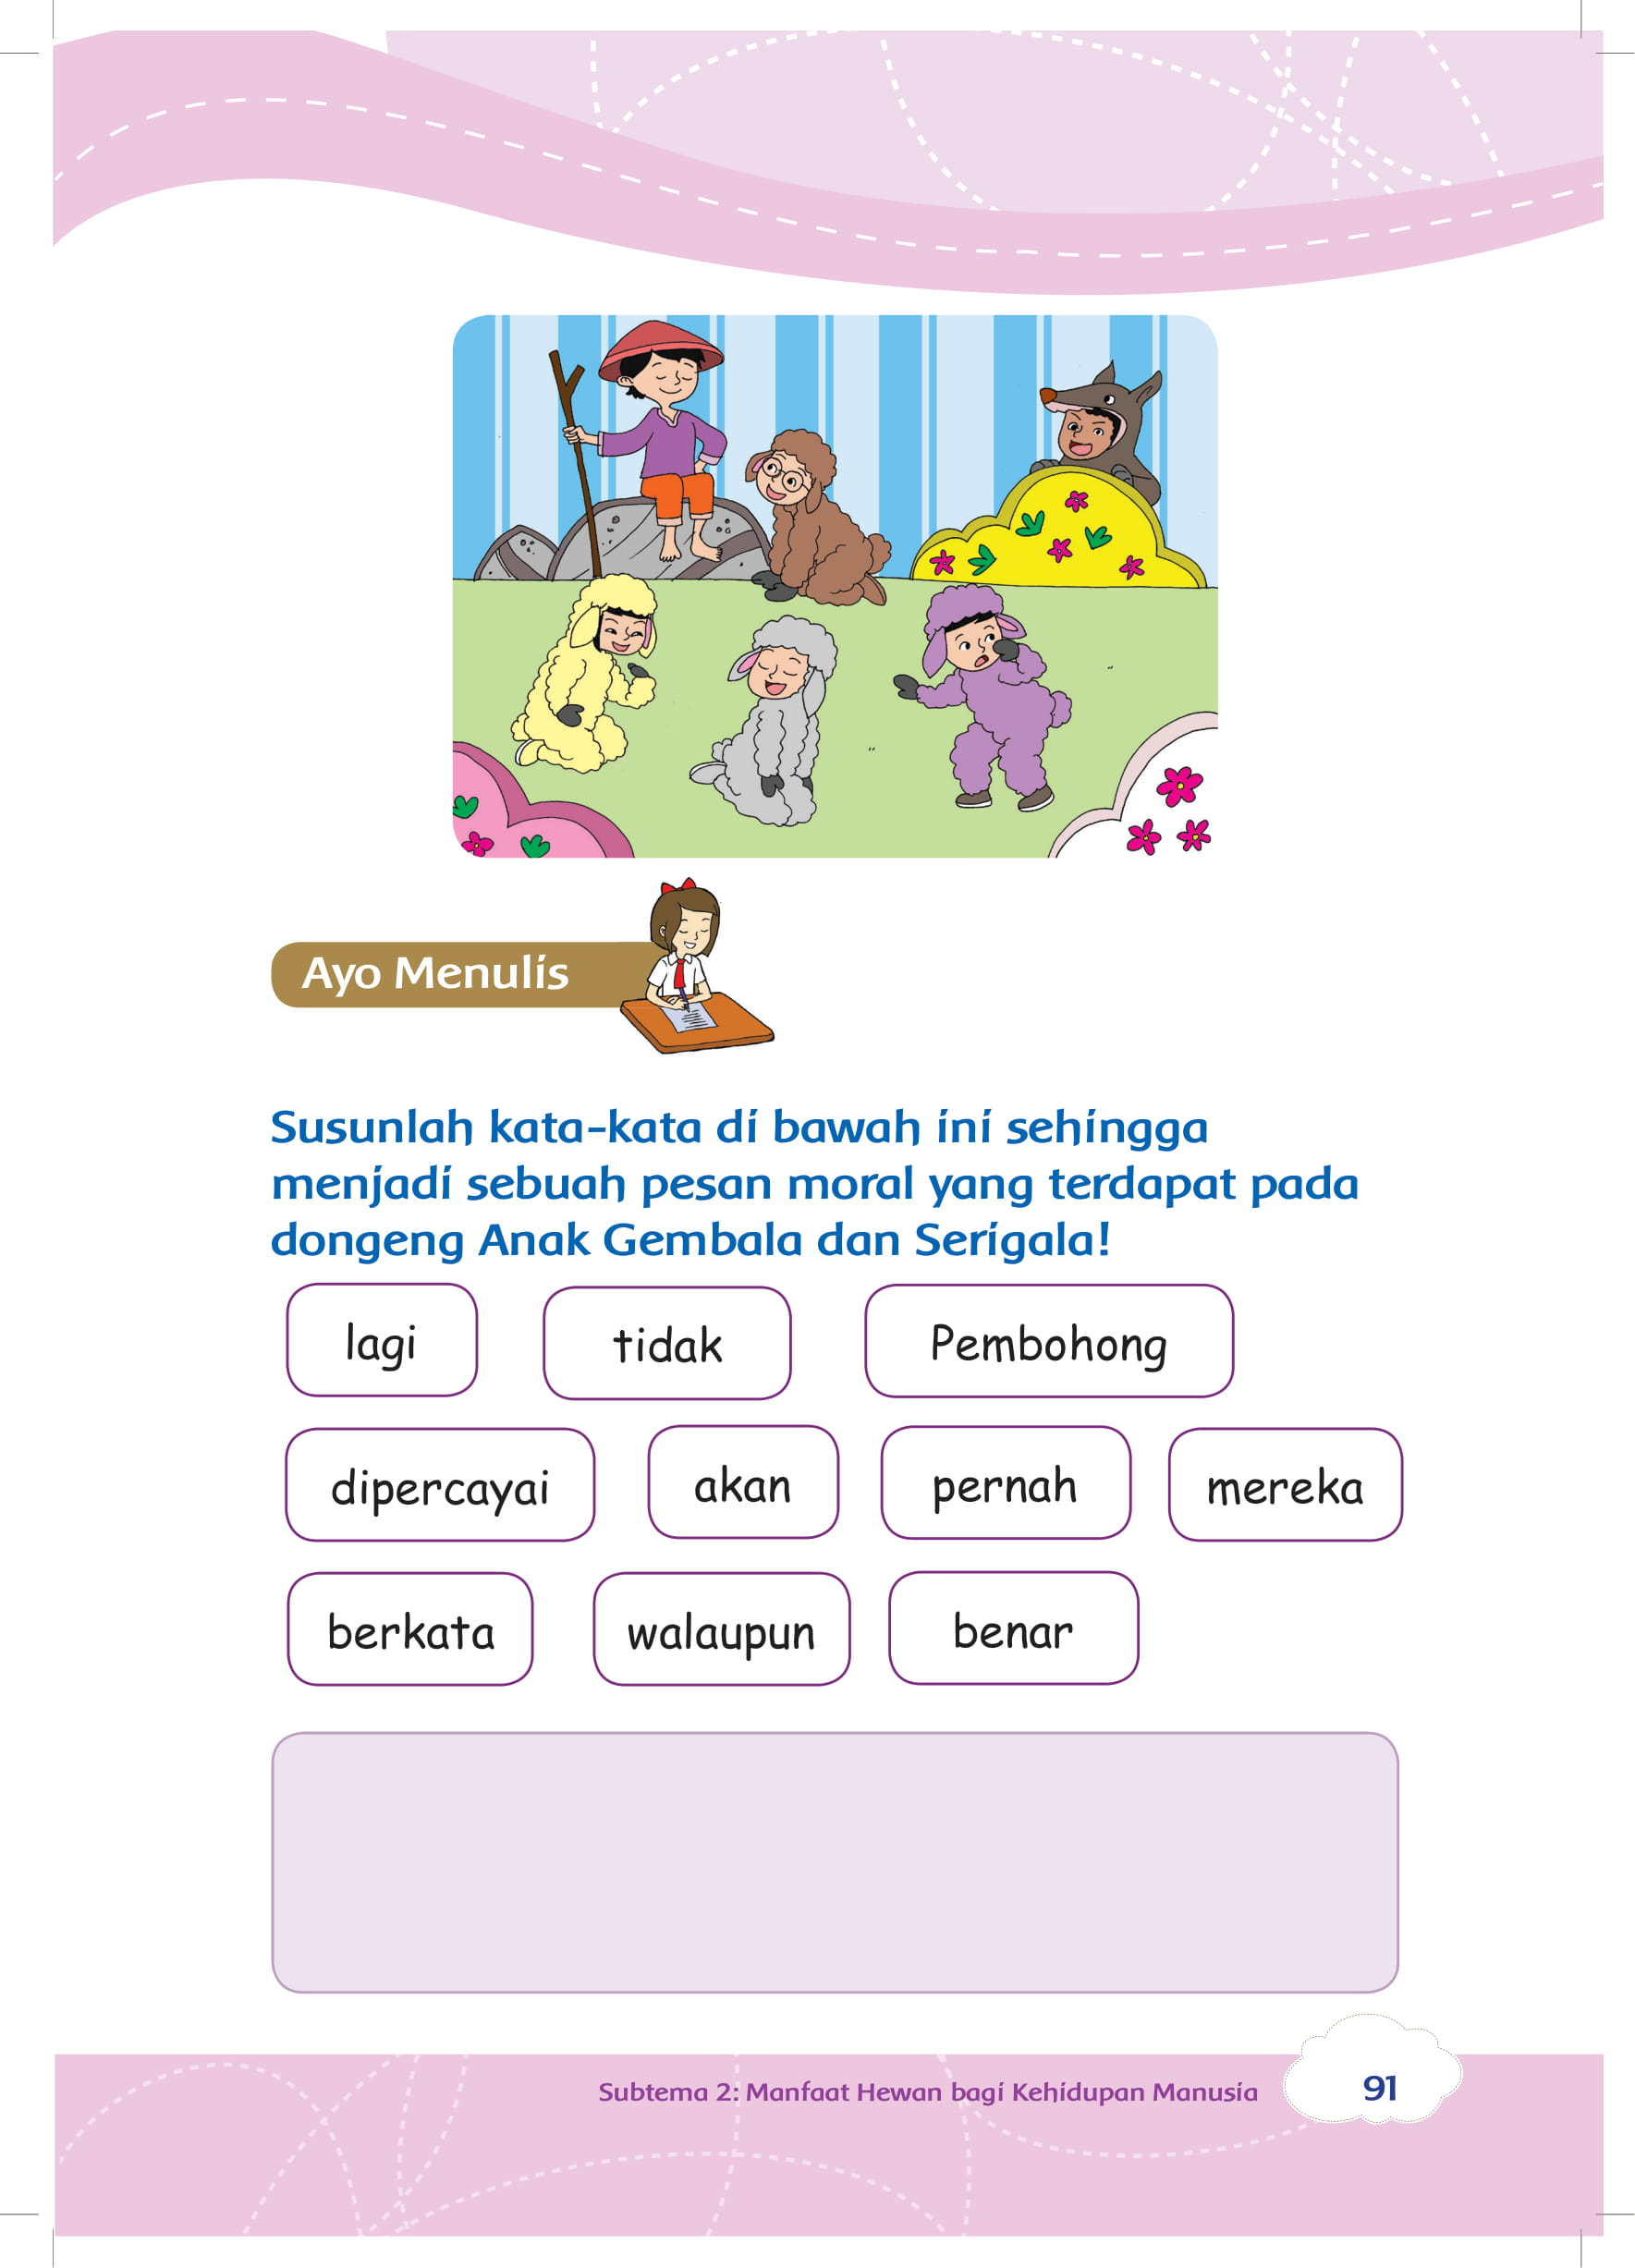 Ayo Menulis
Susunlah kata-kata di bawah ini sehingga
menjadi sebuah pesan moral yang terdapat pada
dongeng Anak Gembala dan Serigala!
lagi tidak Pembohong
dipercayai akan pernah mereka
berkata walaupun benar
Subtema 2: Manfaat Hewan bagi Kehidupan Manusia 91